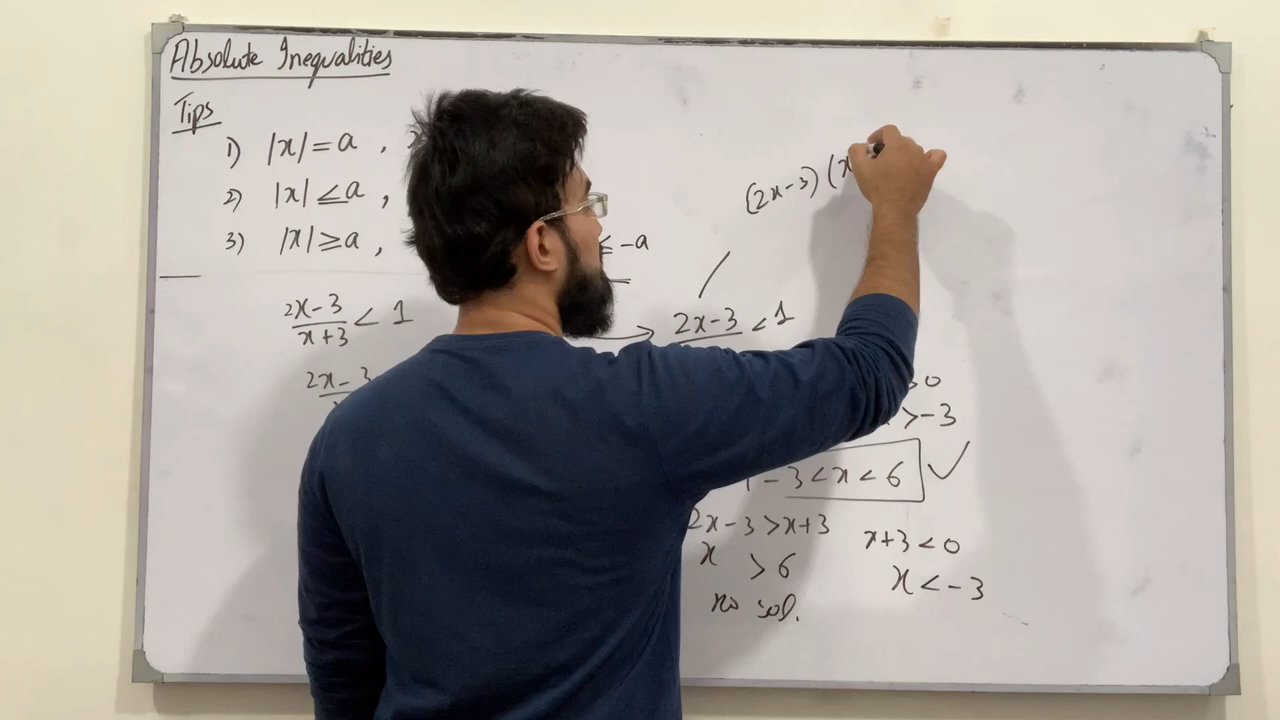 Absolute Inequalities
Tips
1) |x| = a ,
2) |x| ≤ a ,
3) |x| ≥ a ,
≤ -a
2x-3
x+3
< 1
2x-3
2x-3 < 1
(2x-3)(x
>0
>-3
-3<x<6 ✓
2x-3 >x+3
x >6
no sol.
x+3 <0
x < -3